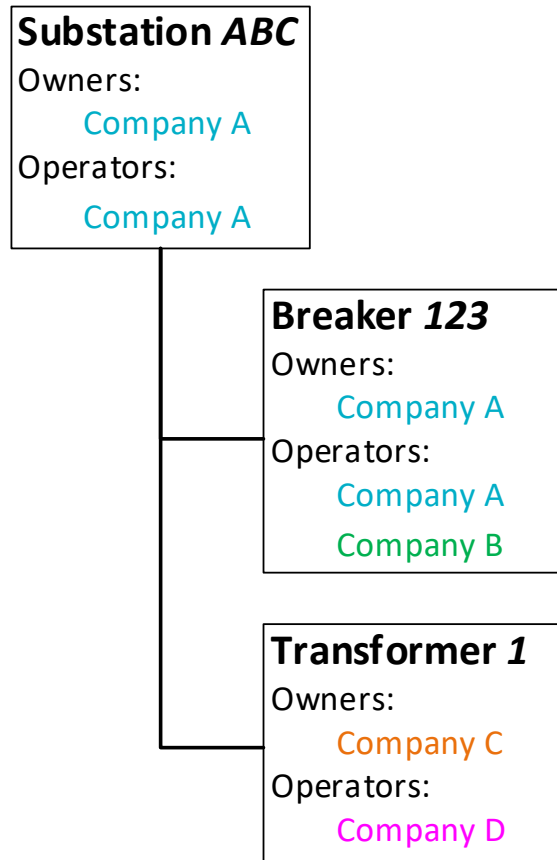 Substation ABC
Owners:
Company A
Operators:
Company A
Breaker 123
Owners:
Company A
Operators:
Company A
Company B
Transformer 1
Owners:
Company C
Operators:
Company D